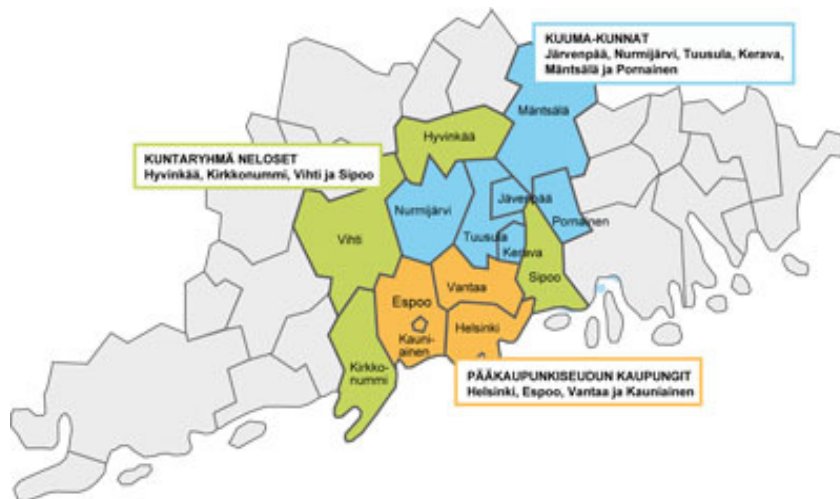 KUUMA-KUNNAT
Järvenpää, Nurmijärvi, Tuusula, Kerava,
Mäntsälä ja Pornainen
Mäntsälä
Hyvinkää
KUNTARYHMÄ NELOSET
Hyvinkää, Kirkkonummi, Vihti ja Sipoo
Jävenpää
Nurmijärvi
Pornainen
Vihti
Tuusula
Kerava
Sipoo
Vantaa
Espoo
Helsinki
Kauni-
ainen
Kirkko-
nummi
PÄÄKAUPUNKISEUDUN KAUPUNGIT
Helsinki, Espoo, Vantaa ja Kauniainen